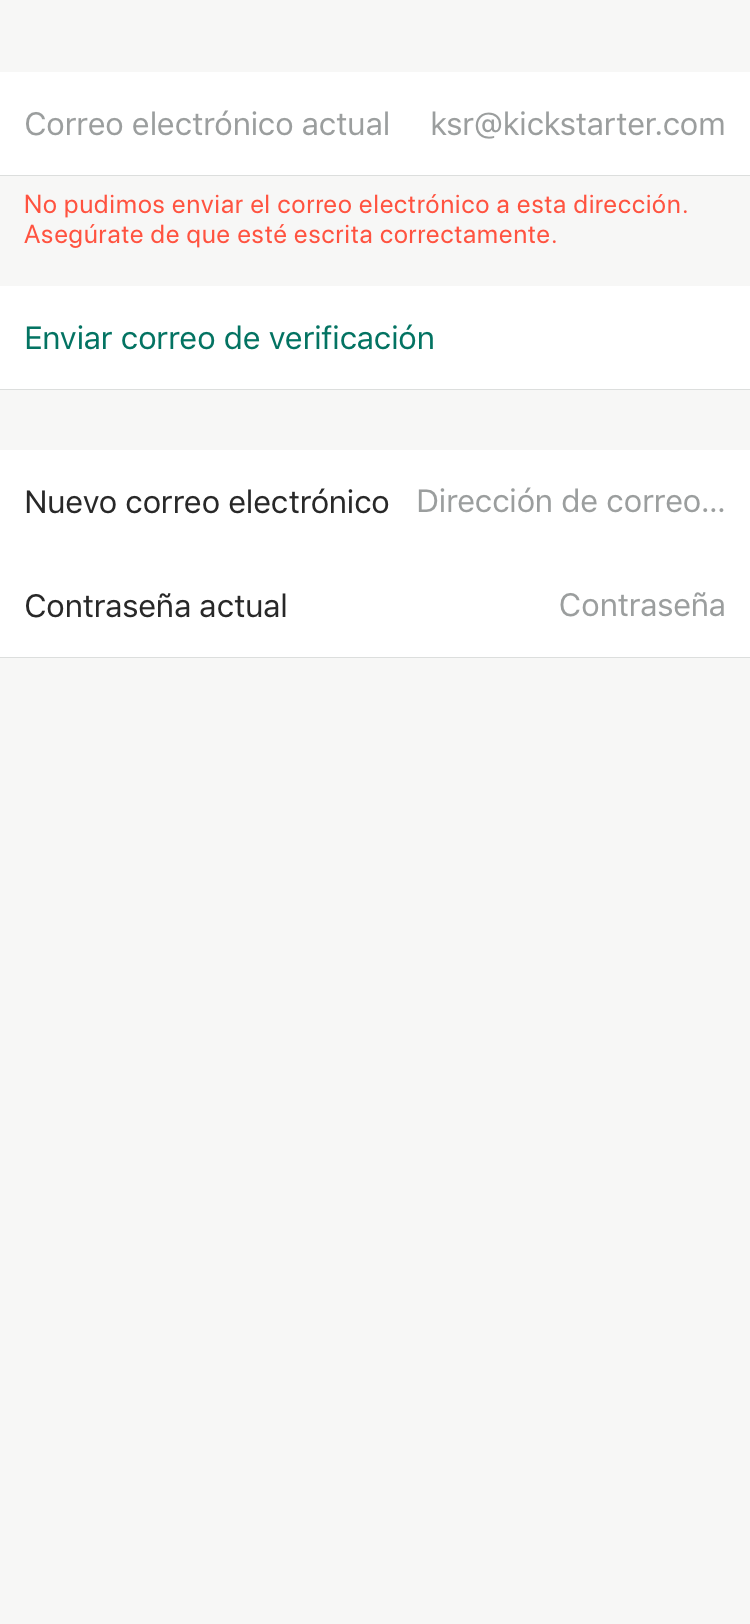 Correo electrónico actual ksr@kickstarter.com
No pudimos enviar el correo electrónico a esta dirección.
Asegúrate de que esté escrita correctamente.
Enviar correo de verificación
Nuevo correo electrónico Dirección de correo...
Contraseña actual Contraseña